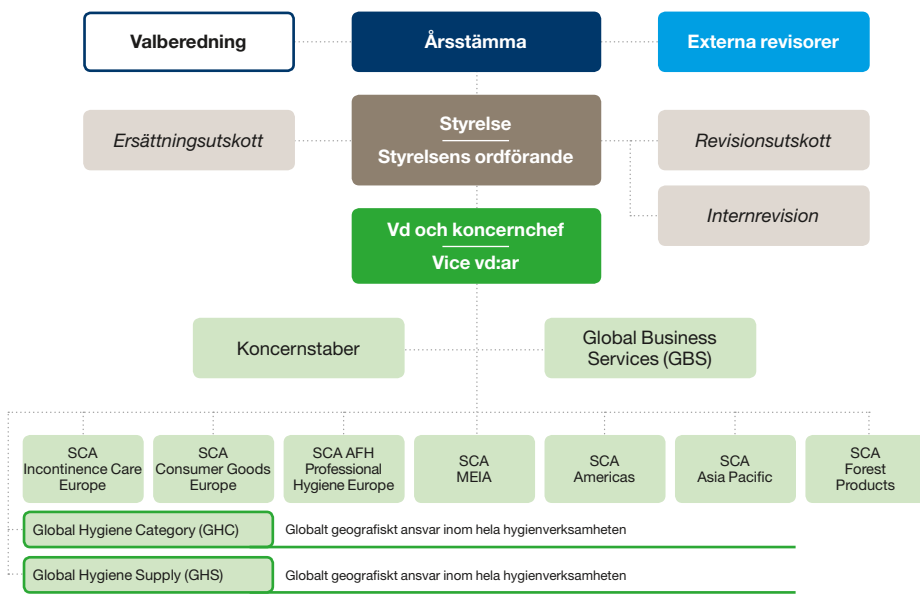 Valberedning
Årsstämma
Externa revisorer
Ersättningsutskott
Styrelse
Styrelsens ordförande
Revisionsutskott
Internrevision
Vd och koncernchef
Vice vd:ar
Koncernstaber
Global Business
Services (GBS)
SCA
Incontinence Care
Europe
SCA
Consumer Goods
Europe
SCA AFH
Professional
Hygiene Europe
SCA
MEIA
SCA
Americas
SCA
Asia Pacific
SCA
Forest
Products
Global Hygiene Category (GHC)
Globalt geografiskt ansvar inom hela hygienverksamheten
Global Hygiene Supply (GHS)
Globalt geografiskt ansvar inom hela hygienverksamheten